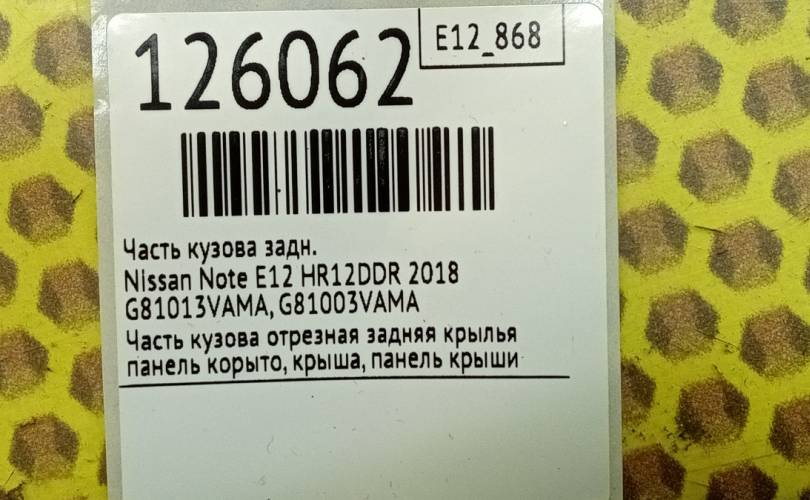 126062
E12_868
Часть кузова задн.
Nissan Note E12 HR12DDR 2018
G81013VAMA, G81003VAMA
Часть кузова отрезная задняя крылья
панель корыто, крыша, панель крыши